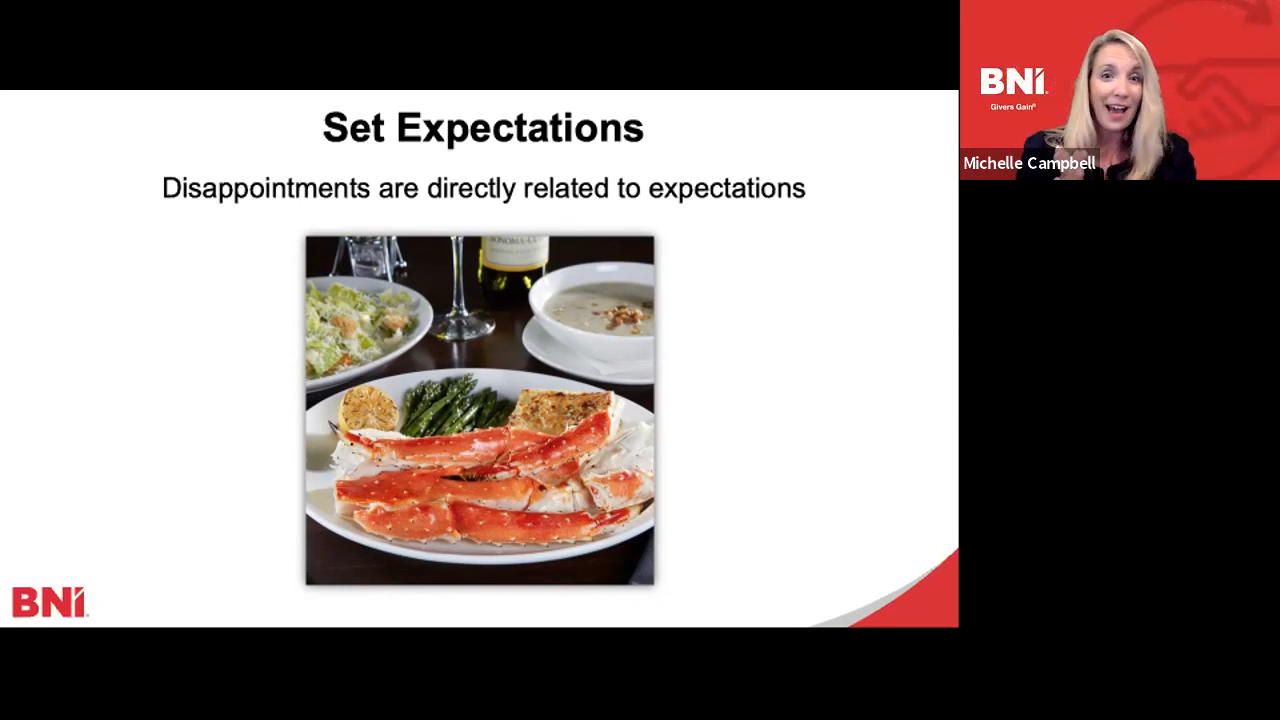 Set Expectations
Disappointments are directly related to expectations
BNI
BNI
Givers Gain®
Michelle Campbell